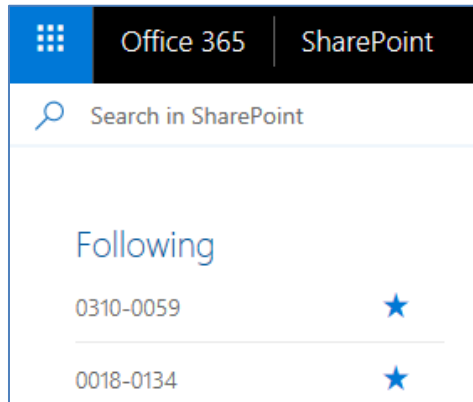 Office 365 SharePoint
Search in SharePoint
Following
0310-0059
0018-0134